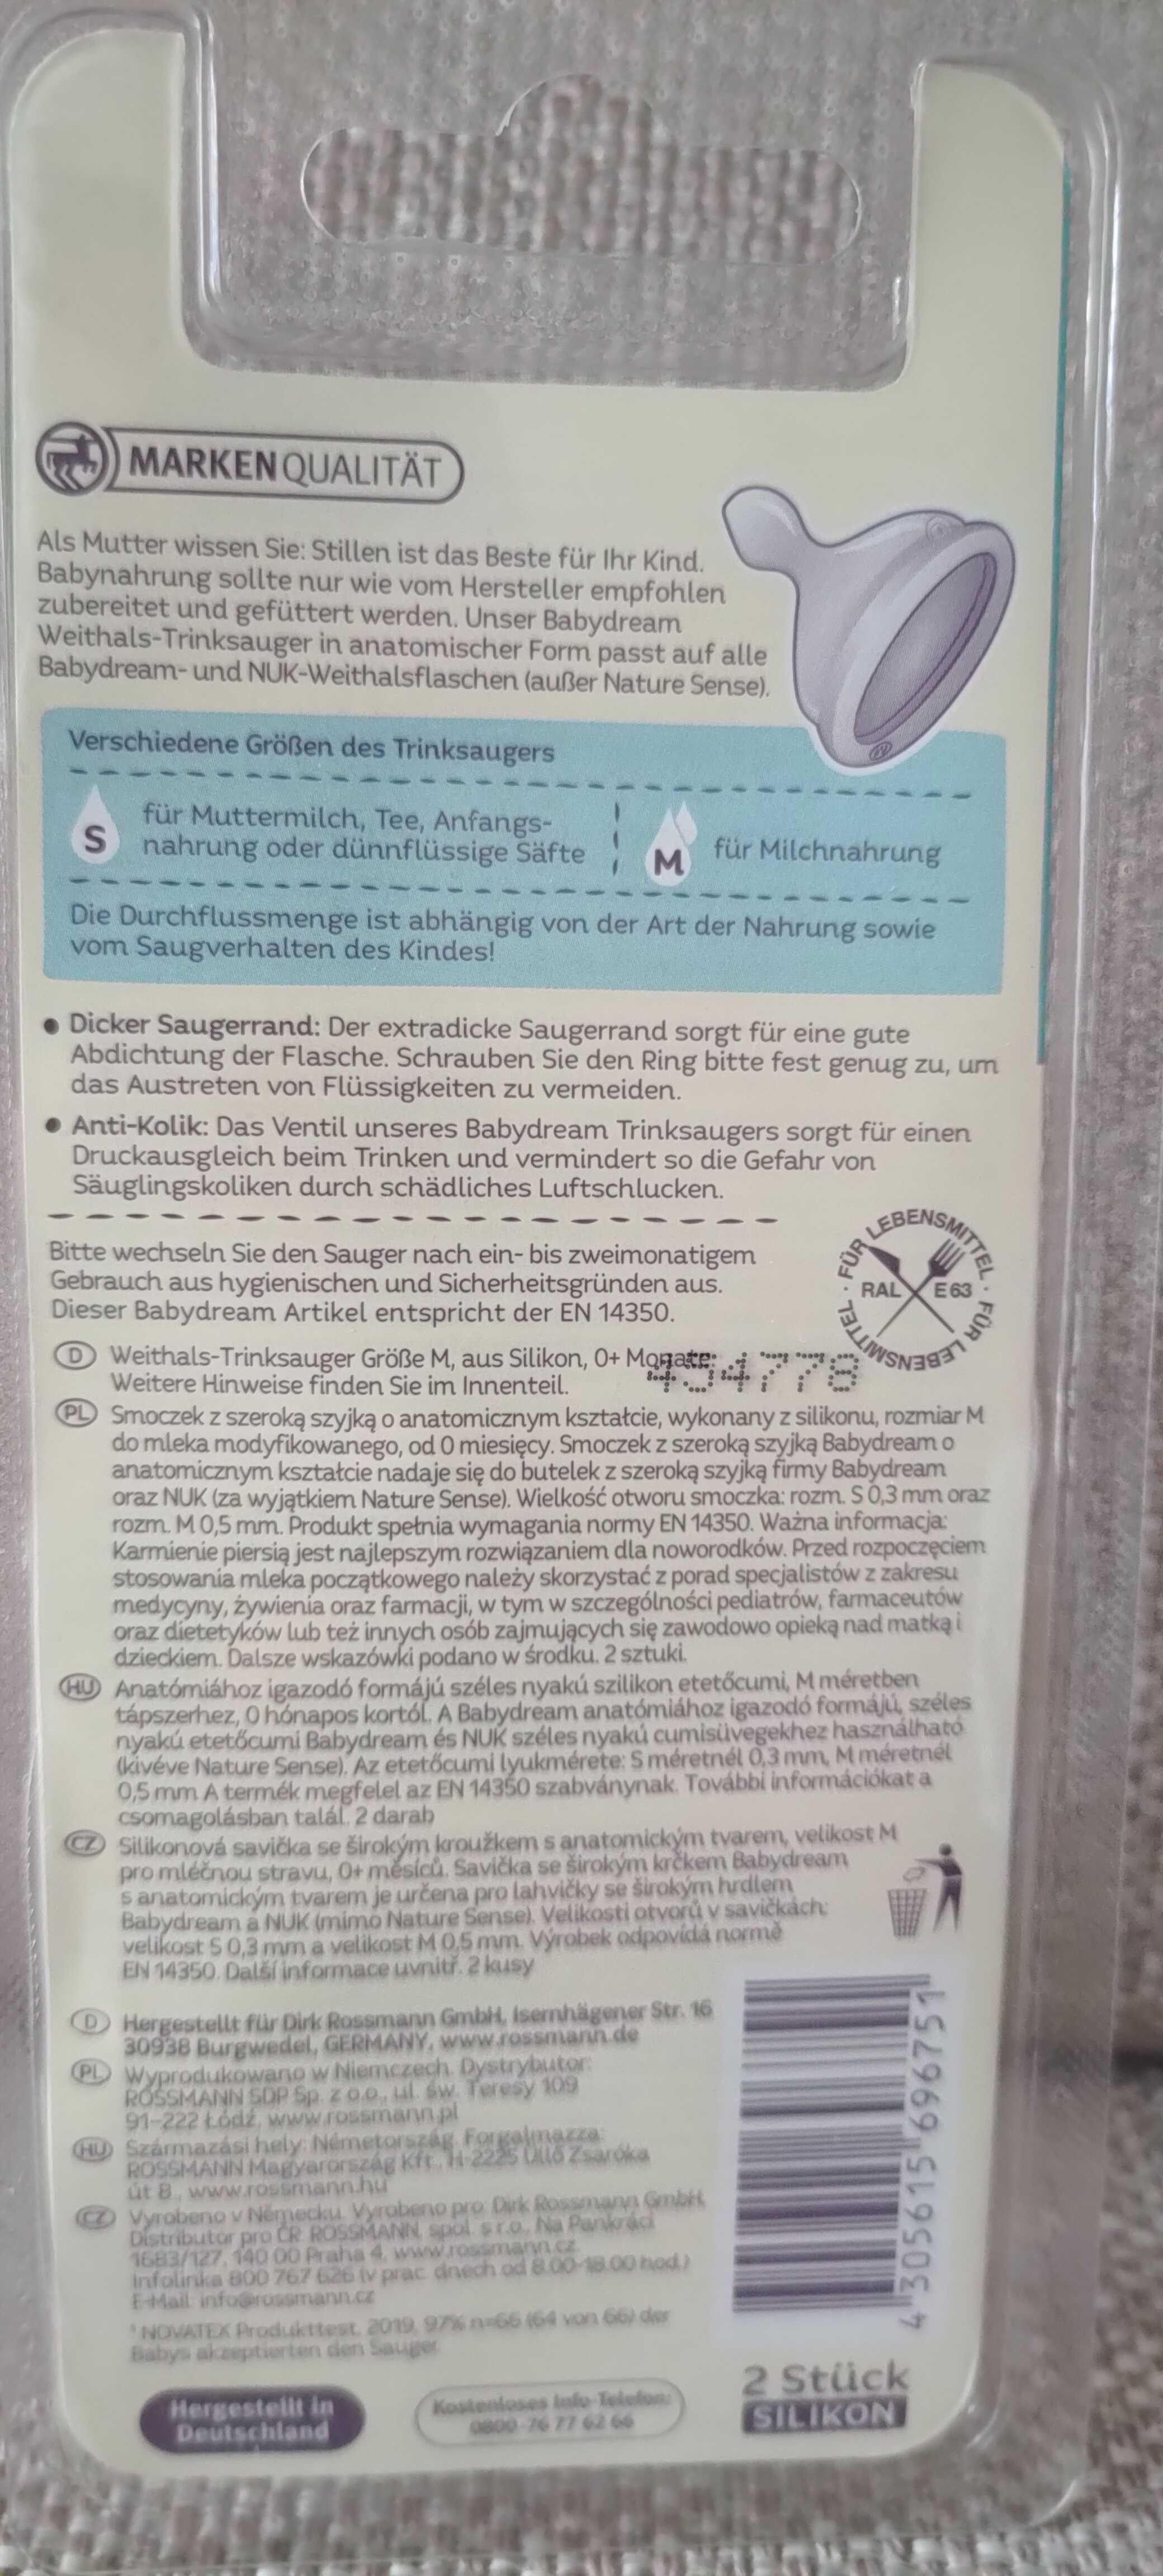 MARKENQUALITÄT
Als Mutter wissen Sie: Stillen ist das Beste für Ihr Kind.
Babynahrung sollte nur wie vom Hersteller empfohlen
zubereitet und gefüttert werden. Unser Babydream
Weithals-Trinksauger in anatomischer Form passt auf alle
Babydream- und NUK-Weithalsflaschen (außer Nature Sense).
Verschiedene Größen des Trinksaugers
S
für Muttermilch, Tee, Anfangs-
nahrung oder dünnflüssige Säfte
M
für Milchnahrung
Die Durchflussmenge ist abhängig von der Art der Nahrung sowie
vom Saugverhalten des Kindes!
• Dicker Saugerrand: Der extradicke Saugerrand sorgt für eine gute
Abdichtung der Flasche. Schrauben Sie den Ring bitte fest genug zu, um
das Austreten von Flüssigkeiten zu vermeiden.
• Anti-Kolik: Das Ventil unseres Babydream Trinksaugers sorgt für einen
Druckausgleich beim Trinken und vermindert so die Gefahr von
Säuglingskoliken durch schädliches Luftschlucken.
Bitte wechseln Sie den Sauger nach ein- bis zweimonatigem
Gebrauch aus hygienischen und Sicherheitsgründen aus.
Dieser Babydream Artikel entspricht der EN 14350.
FÜR LEBENSMITTEL · FÜR LEBENSMITTEL ·
RAL E63
D Weithals-Trinksauger Größe M, aus Silikon, 0+ Monate.
454778
Weitere Hinweise finden Sie im Innenteil.
PL Smoczek z szeroką szyjką o anatomicznym kształcie, wykonany z silikonu, rozmiar M
do mleka modyfikowanego, od 0 miesięcy. Smoczek z szeroką szyjką Babydream o
anatomicznym kształcie nadaje się do butelek z szeroką szyjką firmy Babydream
oraz NUK (za wyjątkiem Nature Sense). Wielkość otworu smoczka: rozm. S 0,3 mm oraz
rozm. M 0,5 mm. Produkt spełnia wymagania normy EN 14350. Ważna informacja:
Karmienie piersią jest najlepszym rozwiązaniem dla noworodków. Przed rozpoczęciem
stosowania mleka początkowego należy skorzystać z porad specjalistów z zakresu
medycyny, żywienia oraz farmacji, w tym w szczególności pediatrów, farmaceutów
oraz dietetyków lub też innych osób zajmujących się zawodowo opieką nad matką i
dzieckiem. Dalsze wskazówki podano w środku. 2 sztuki.
HU Anatómiához igazodó formájú széles nyakú szilikon etetőcumi, M méretben
tápszerhez, 0 hónapos kortól. A Babydream anatómiához igazodó formájú, széles
nyakú etetőcumi Babydream és NUK széles nyakú cumisüvegekhez használható
(kivéve Nature Sense). Az etetőcumi lyukmérete: S méretnél 0,3 mm, M méretnél
0,5 mm A termék megfelel az EN 14350 szabványnak. További információkat a
csomagolásban talál. 2 darab
CZ Silikonová savička se širokým kroužkem s anatomickým tvarem, velikost M
pro mléčnou stravu, 0+ měsíců. Savička se širokým krčkem Babydream
s anatomickým tvarem je určena pro lahvičky se širokým hrdlem
Babydream a NUK (mimo Nature Sense). Velikosti otvorů v savičkách:
velikost S 0,3 mm a velikost M 0,5 mm. Výrobek odpovídá normě
EN 14350. Další informace uvnitř. 2 kusy
D Hergestellt für Dirk Rossmann GmbH, Isernhägener Str. 16
30938 Burgwedel, GERMANY, www.rossmann.de
PL Wyprodukowano w Niemczech. Dystrybutor:
ROSSMANN SDP Sp. z o.o., ul. św. Teresy 109
91-222 Łódź, www.rossmann.pl
HU Származási hely: Németország. Forgalmazza:
ROSSMANN Magyarország Kft., H-2225 Üllő Zsaróka
út 8., www.rossmann.hu
CZ Vyrobeno v Německu. Vyrobeno pro: Dirk Rossmann GmbH,
Distributor pro ČR ROSSMANN, spol. s r.o., Na Pankráci
1683/127, 140 00 Praha 4, www.rossmann.cz
Infolinka 800 767 626 (v prac. dnech od 8.00-18.00 hod.)
E-Mail: info@rossmann.cz
¹ NOVATEX Produkttest, 2019, 97% n=66 (64 von 66) der
Babys akzeptierten den Sauger
4 305615 696751
Hergestellt in
Deutschland
Kostenloses Info-Telefon:
0800-76 77 62 66
2 Stück
SILIKON